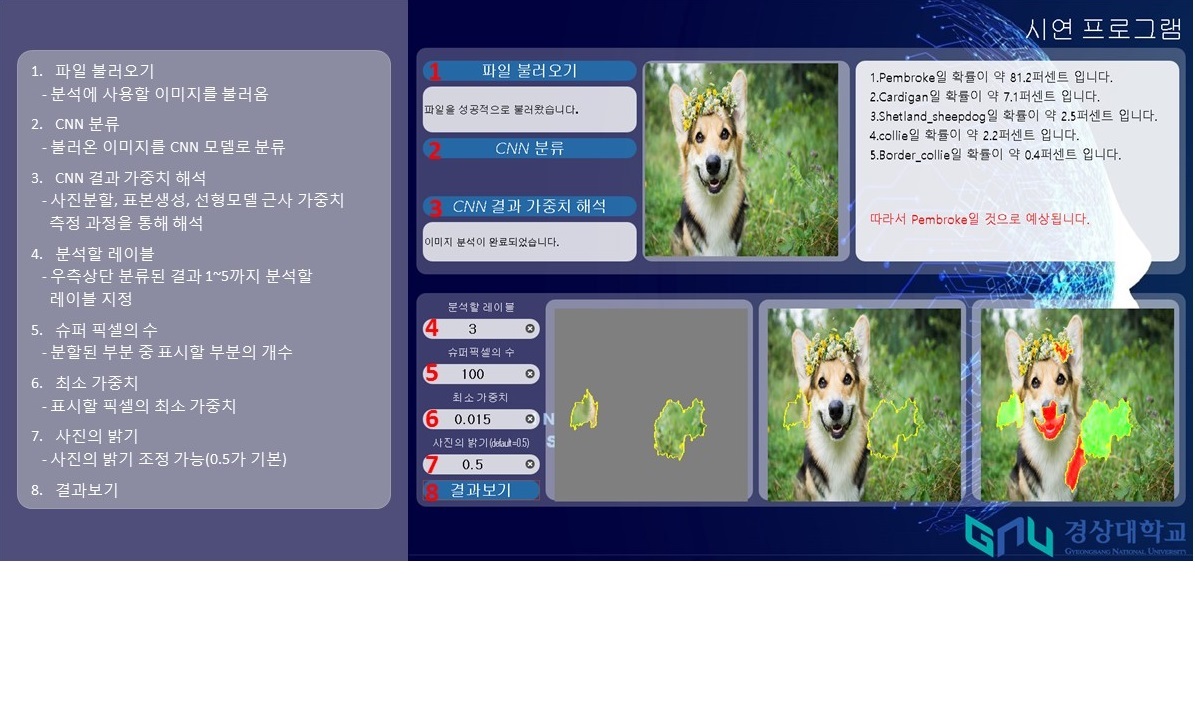 1. 파일 불러오기
- 분석에 사용할 이미지를 불러옴
2. CNN 분류
- 불러온 이미지를 CNN 모델로 분류
3. CNN 결과 가중치 해석
- 사진분할, 표본생성, 선형모델 근사 가중치
측정 과정을 통해 해석
4. 분석할 레이블
- 우측상단 분류된 결과 1~5까지 분석할
레이블 지정
5. 슈퍼 픽셀의 수
- 분할된 부분 중 표시할 부분의 개수
6. 최소 가중치
- 표시할 픽셀의 최소 가중치
7. 사진의 밝기
- 사진의 밝기 조정 가능(0.5가 기본)
8. 결과보기
시연 프로그램
1 파일 불러오기
파일을 성공적으로 불러왔습니다.
2 CNN 분류
3 CNN 결과 가중치 해석
이미지 분석이 완료되었습니다.
1.Pembroke일 확률이 약 81.2퍼센트 입니다.
2.Cardigan일 확률이 약 7.1퍼센트 입니다.
3.Shetland_sheepdog일 확률이 약 2.5퍼센트 입니다.
4.collie일 확률이 약 2.2퍼센트 입니다.
5.Border_collie일 확률이 약 0.4퍼센트 입니다.
따라서 Pembroke일 것으로 예상됩니다.
분석할 레이블
4 3
슈퍼픽셀의 수
5 100
최소 가중치
6 0.015
사진의 밝기(default=0.5)
7 0.5
8 결과보기
N
S
GNU 경상대학교
GYEONGSANG NATIONAL UNIVERSITY